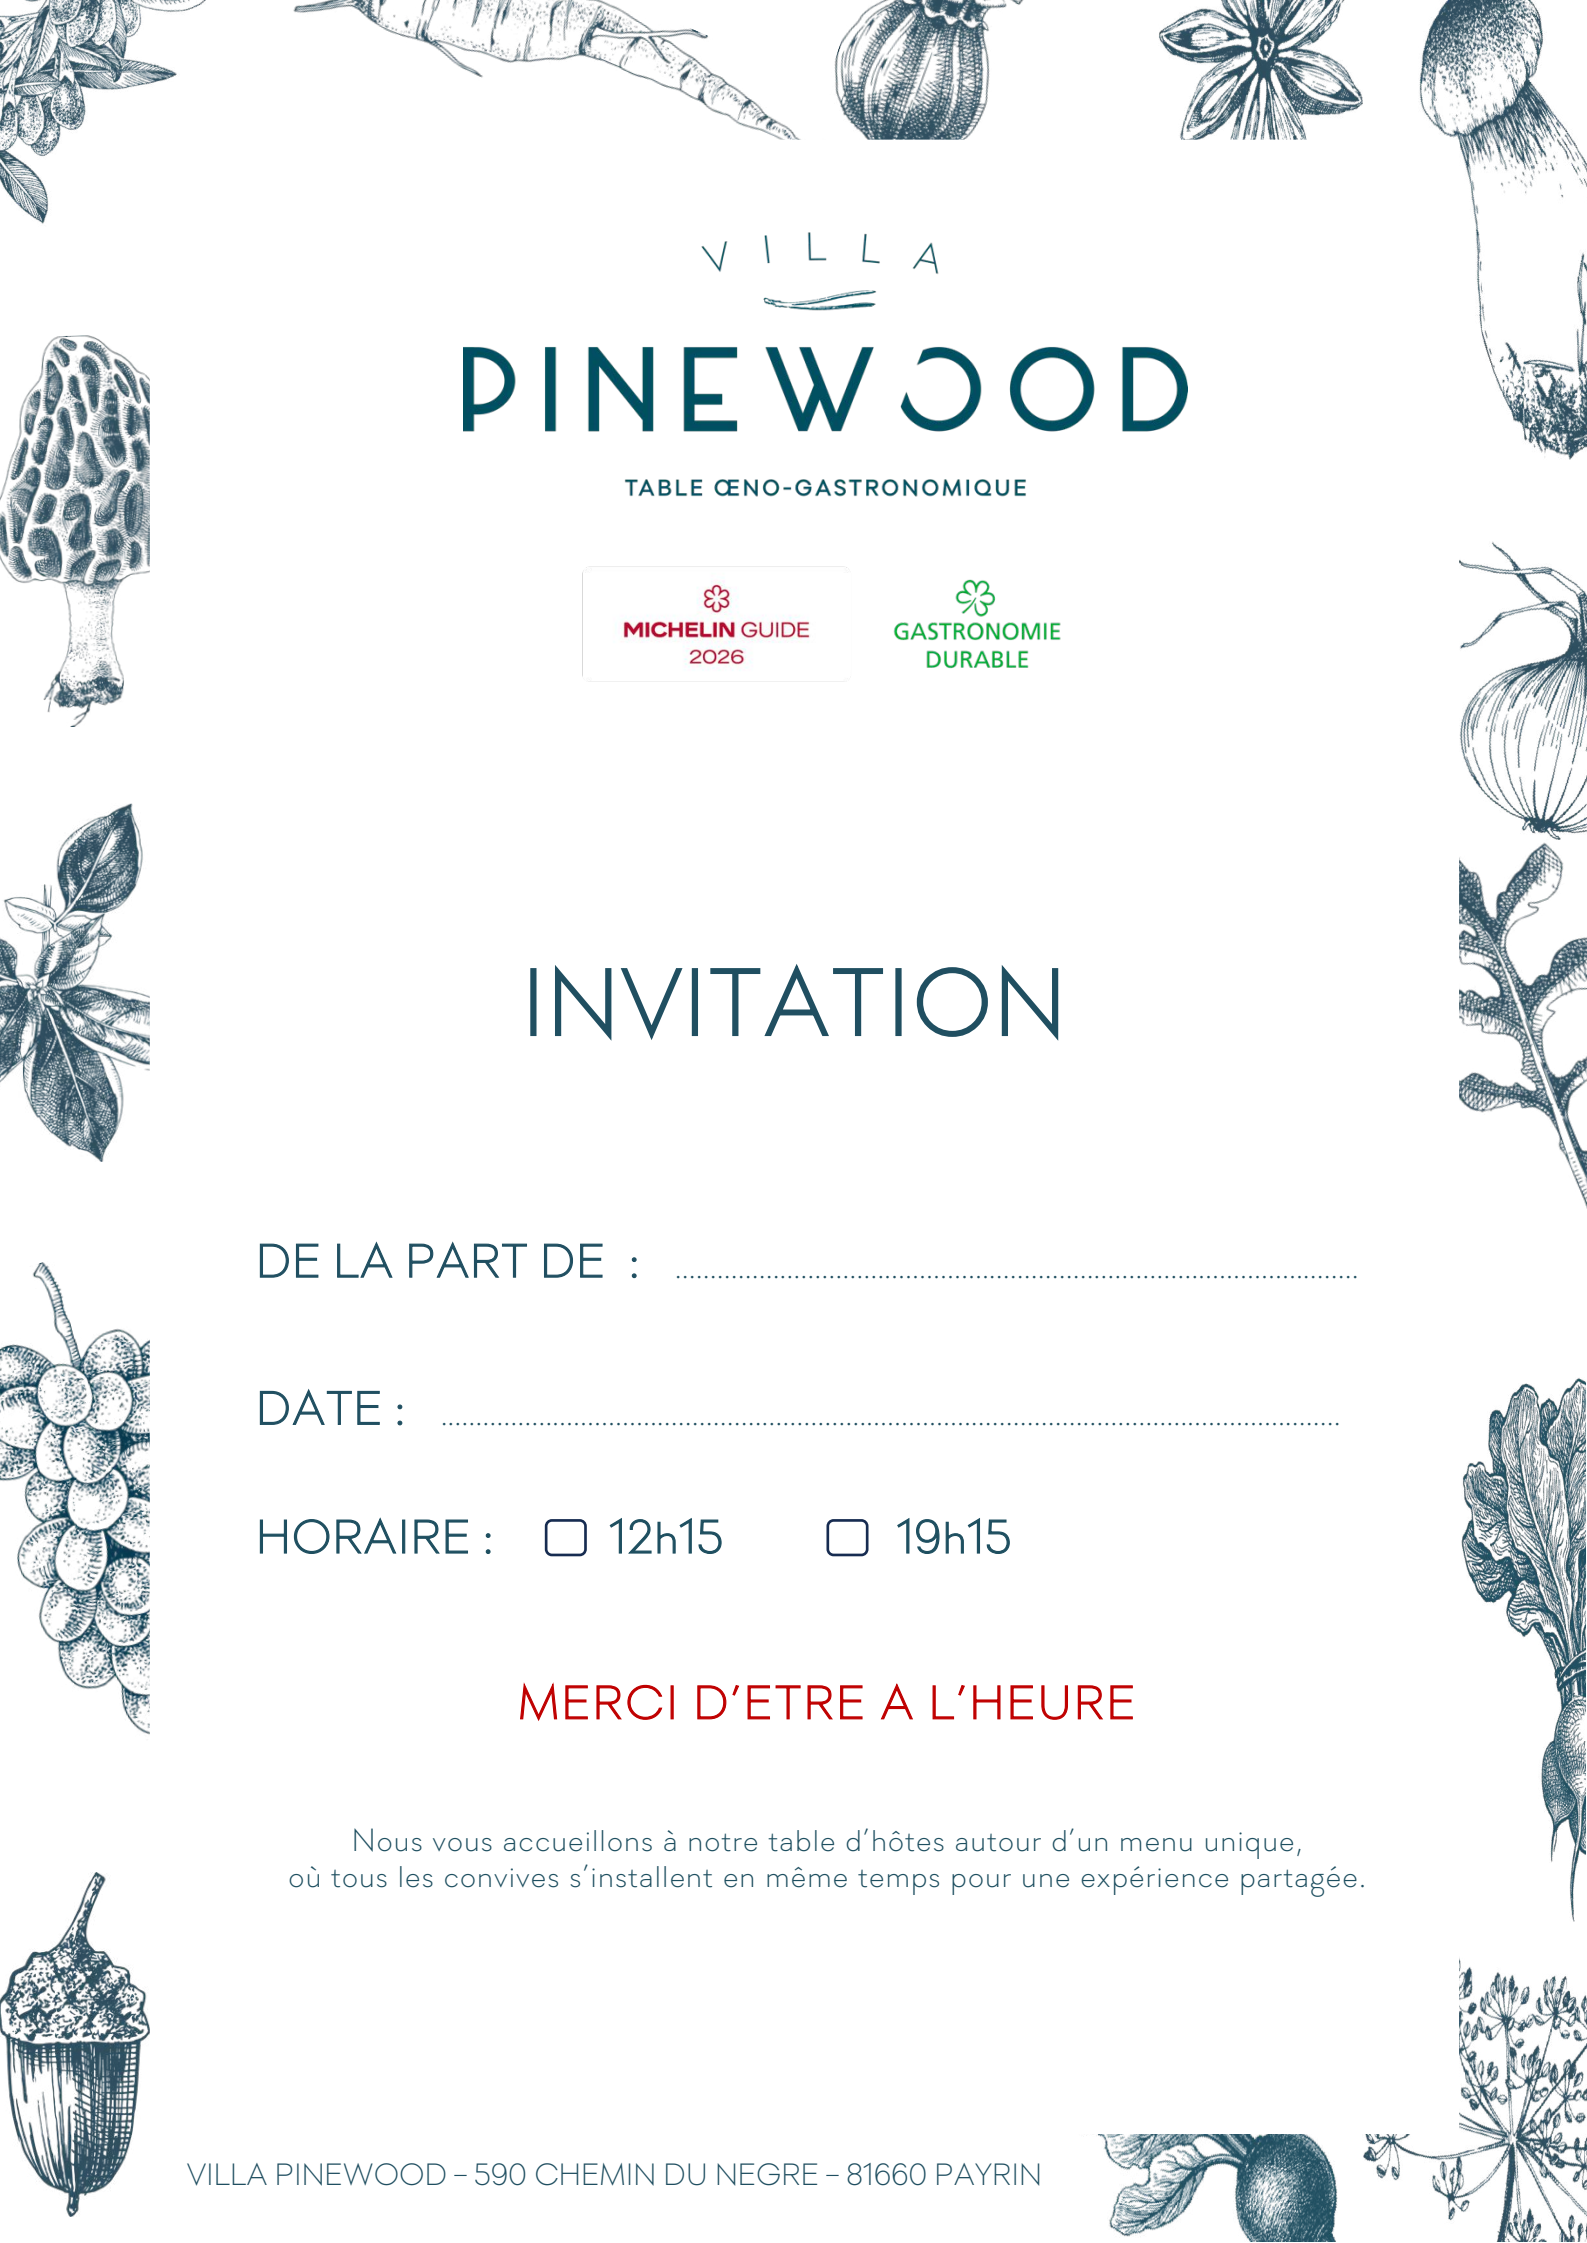 VILLA
PINEWOOD
TABLE ŒNO-GASTRONOMIQUE
MICHELIN GUIDE
2026
GASTRONOMIE
DURABLE
INVITATION
DE LA PART DE : ..........................................................................................
DATE : ..........................................................................................
HORAIRE : 12h15 19h15
MERCI D’ETRE A L’HEURE
Nous vous accueillons à notre table d’hôtes autour d’un menu unique,
où tous les convives s’installent en même temps pour une expérience partagée.
VILLA PINEWOOD – 590 CHEMIN DU NEGRE – 81660 PAYRIN